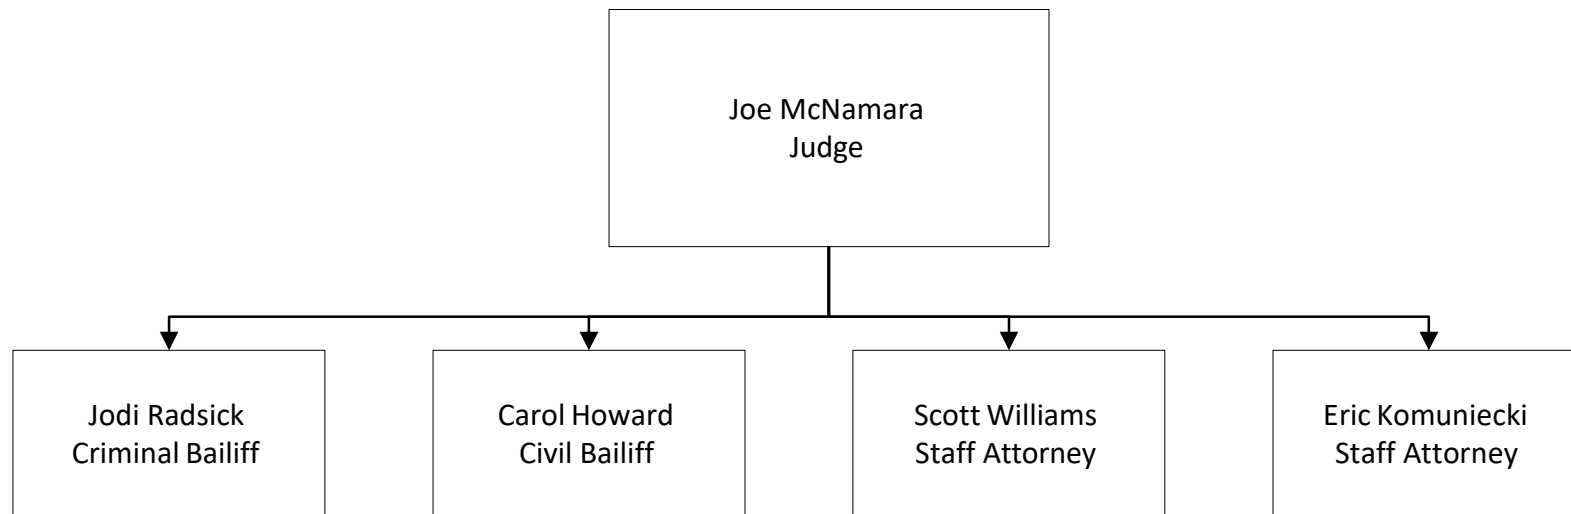 Joe McNamara
Judge
Jodi Radsick
Criminal Bailiff
Carol Howard
Civil Bailiff
Scott Williams
Staff Attorney
Eric Komuniecki
Staff Attorney